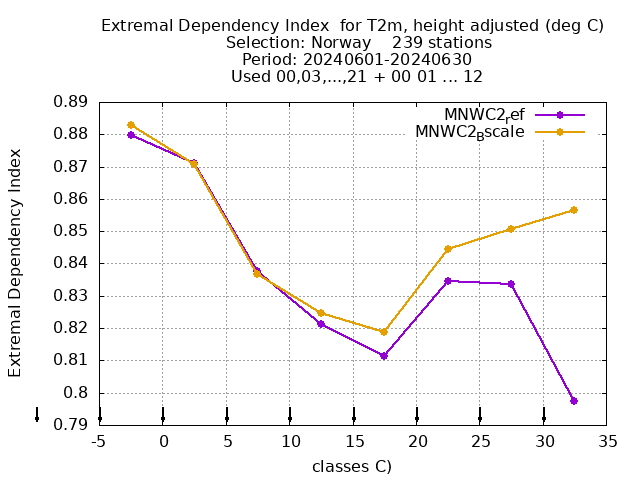 Extremal Dependency Index  for T2m, height adjusted (deg C)
Selection: Norway    239 stations
Period: 20240601-20240630
Used 00,03,...,21 + 00 01 ... 12
MNWC2ref
MNWC2Bscale
Extremal Dependency Index
0.89
0.88
0.87
0.86
0.85
0.84
0.83
0.82
0.81
0.8
0.79
-5 0 5 10 15 20 25 30 35
classes C)